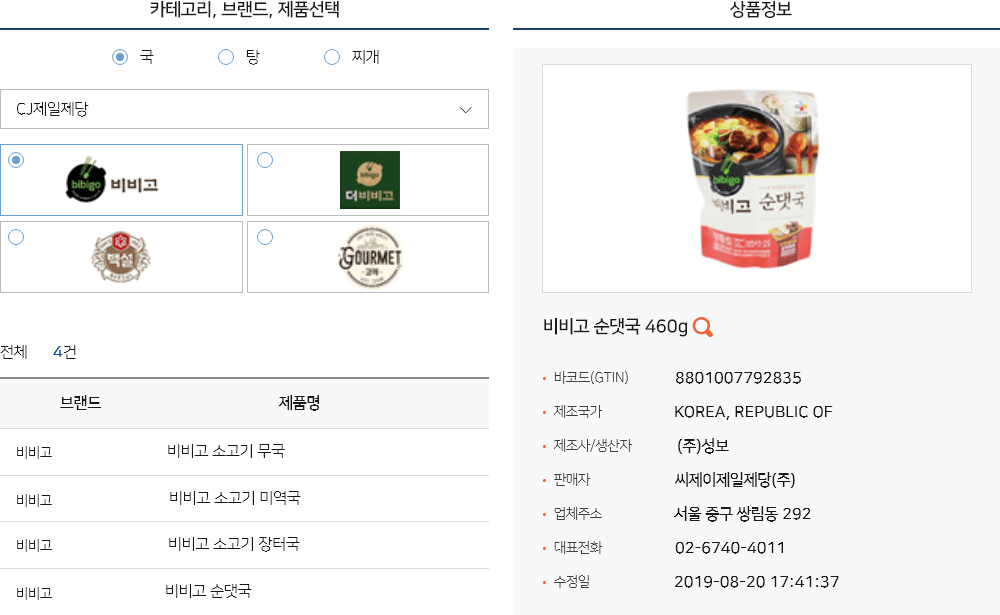 카테고리, 브랜드, 제품선택
국 탕 찌개
CJ제일제당
bibigo 비비고
bibigo
더비비고
백설
GOURMET
고메
전체 4건
브랜드 제품명
비비고 비비고 소고기 무국
비비고 비비고 소고기 미역국
비비고 비비고 소고기 장터국
비비고 비비고 순댓국
상품정보
bibigo
비비고 순댓국
비비고 순댓국 460g
바코드(GTIN) 8801007792835
제조국가 KOREA, REPUBLIC OF
제조사/생산자 (주)성보
판매자 씨제이제일제당(주)
업체주소 서울 중구 쌍림동 292
대표전화 02-6740-4011
수정일 2019-08-20 17:41:37